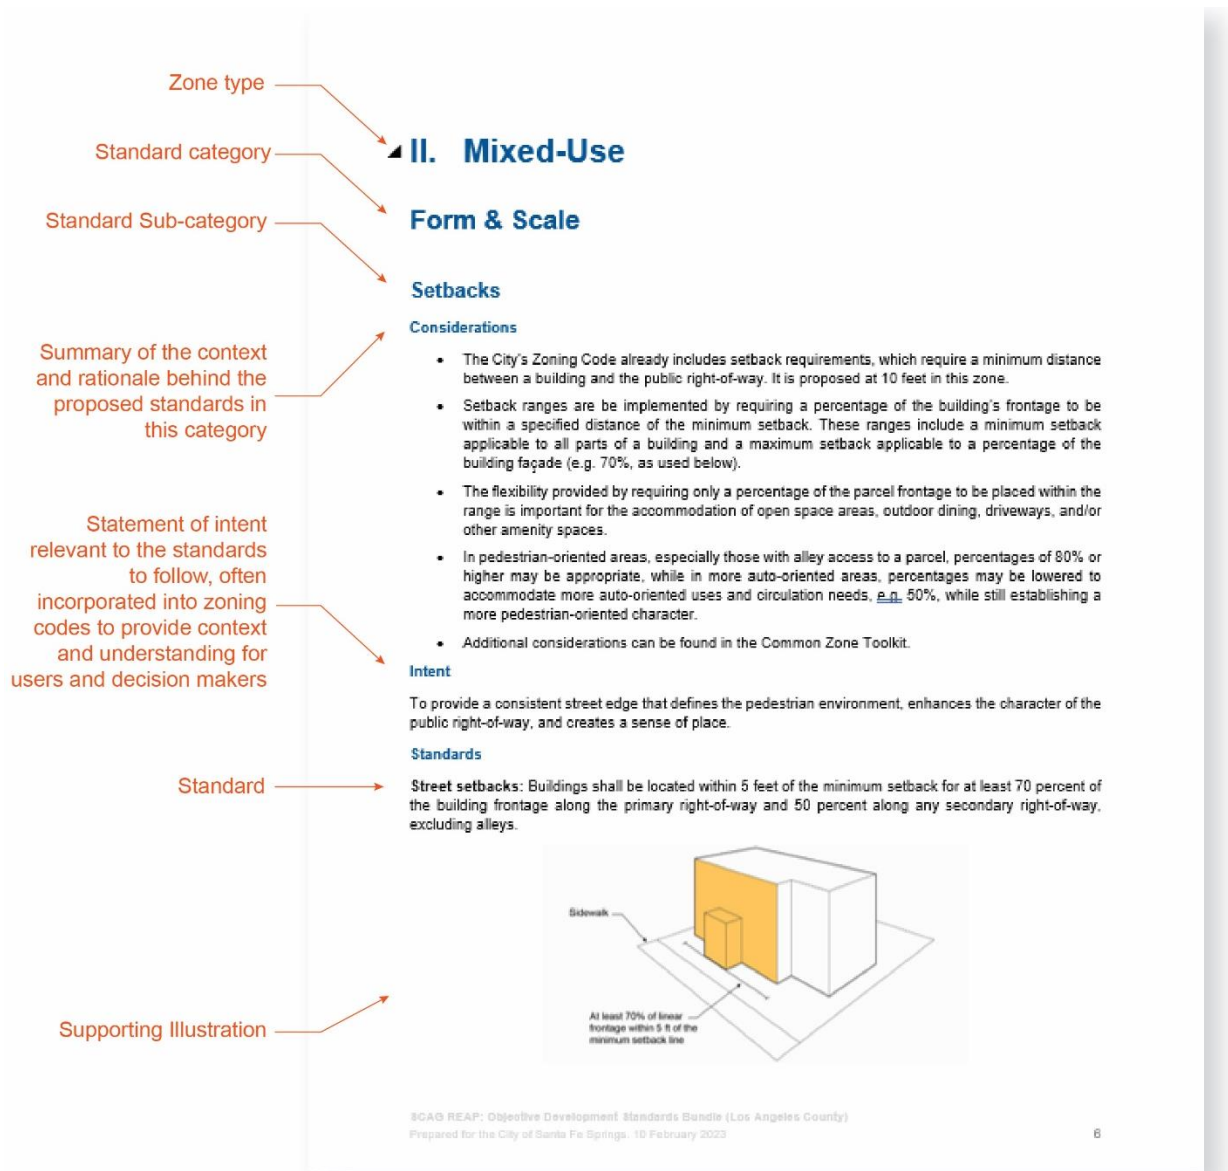 Zone type
Standard category
Standard Sub-category
Summary of the context
and rationale behind the
proposed standards in
this category
Statement of intent
relevant to the standards
to follow, often
incorporated into zoning
codes to provide context
and understanding for
users and decision makers
Standard
Supporting Illustration
II. Mixed-Use
Form & Scale
Setbacks
Considerations
• The City's Zoning Code already includes setback requirements, which require a minimum distance
between a building and the public right-of-way. It is proposed at 10 feet in this zone.
• Setback ranges are be implemented by requiring a percentage of the building's frontage to be
within a specified distance of the minimum setback. These ranges include a minimum setback
applicable to all parts of a building and a maximum setback applicable to a percentage of the
building façade (e.g. 70%, as used below).
• The flexibility provided by requiring only a percentage of the parcel frontage to be placed within the
range is important for the accommodation of open space areas, outdoor dining, driveways, and/or
other amenity spaces.
• In pedestrian-oriented areas, especially those with alley access to a parcel, percentages of 80% or
higher may be appropriate, while in more auto-oriented areas, percentages may be lowered to
accommodate more auto-oriented uses and circulation needs, e.g. 50%, while still establishing a
more pedestrian-oriented character.
• Additional considerations can be found in the Common Zone Toolkit.
Intent
To provide a consistent street edge that defines the pedestrian environment, enhances the character of the
public right-of-way, and creates a sense of place.
Standards
Street setbacks: Buildings shall be located within 5 feet of the minimum setback for at least 70 percent of
the building frontage along the primary right-of-way and 50 percent along any secondary right-of-way,
excluding alleys.
Sidewalk
At least 70% of linear
frontage within 5 ft of the
minimum setback line
SCAG REAP: Objective Development Standards Bundle (Los Angeles County)
Prepared for the City of Santa Fe Springs. 10 February 2023
6